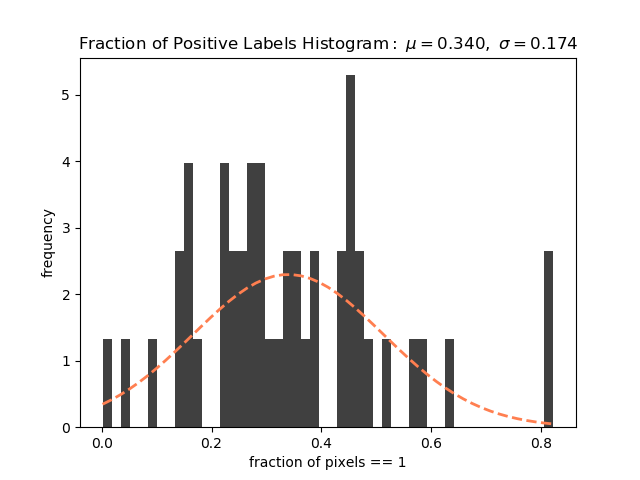 Fraction of Positive Labels Histogram: μ = 0.340, σ = 0.174
frequency
5
4
3
2
1
0
0.0 0.2 0.4 0.6 0.8
fraction of pixels == 1